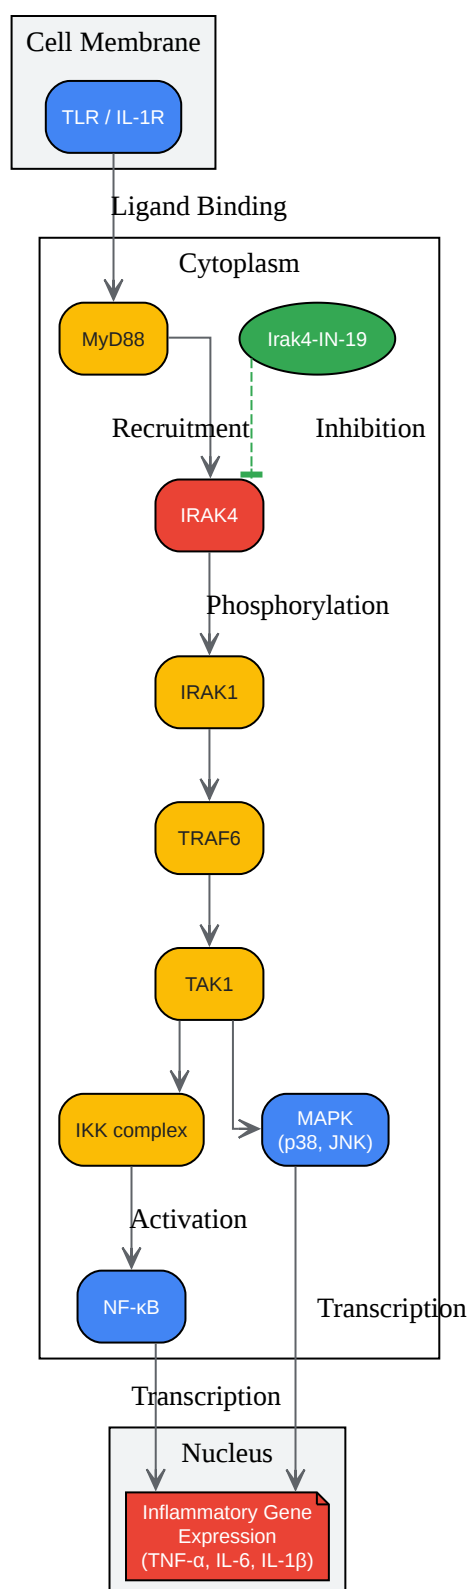 Cell Membrane
TLR / IL-1R
Ligand Binding
Cytoplasm
MyD88
Irak4-IN-19
Recruitment
Inhibition
IRAK4
Phosphorylation
IRAK1
TRAF6
TAK1
IKK complex
MAPK
(p38, JNK)
Activation
NF-κB
Transcription
Transcription
Nucleus
Inflammatory Gene
Expression
(TNF-α, IL-6, IL-1β)